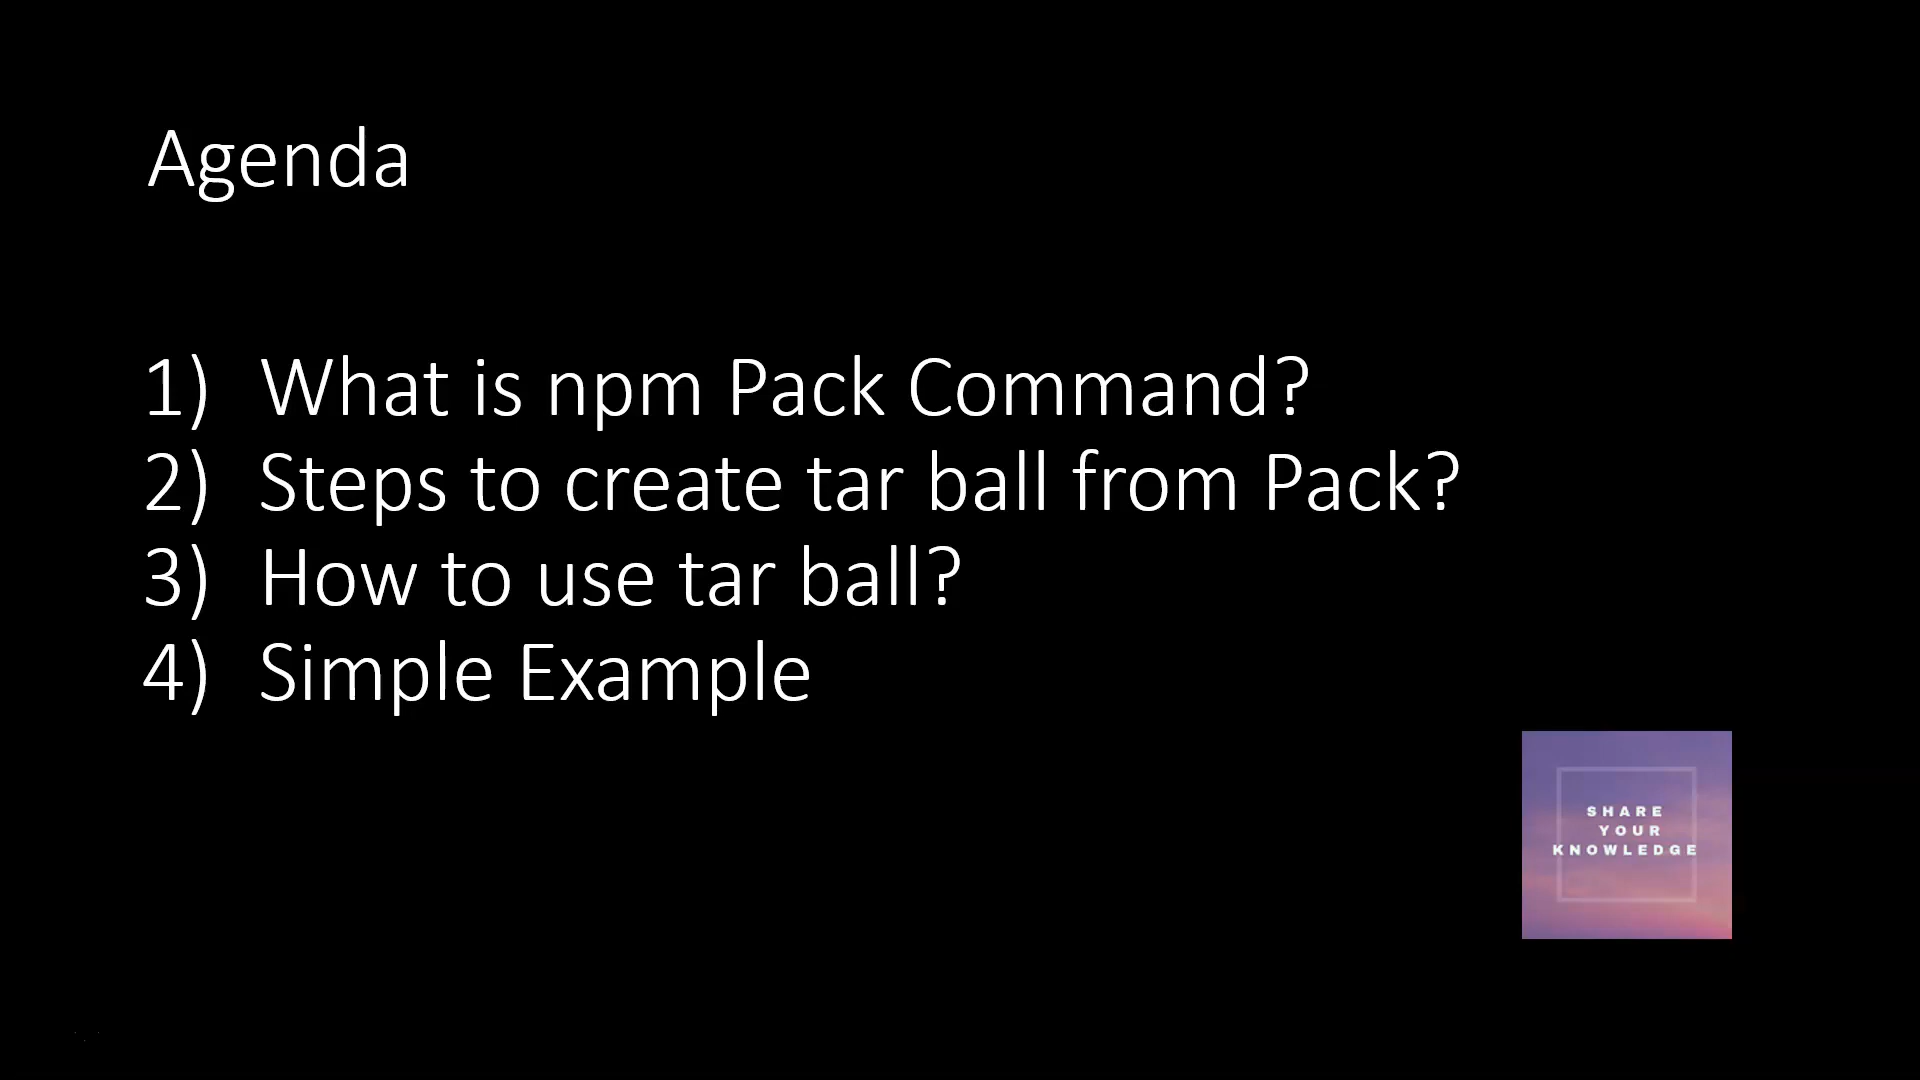 Agenda
1) What is npm Pack Command?
2) Steps to create tar ball from Pack?
3) How to use tar ball?
4) Simple Example
SHARE
YOUR
KNOWLEDGE